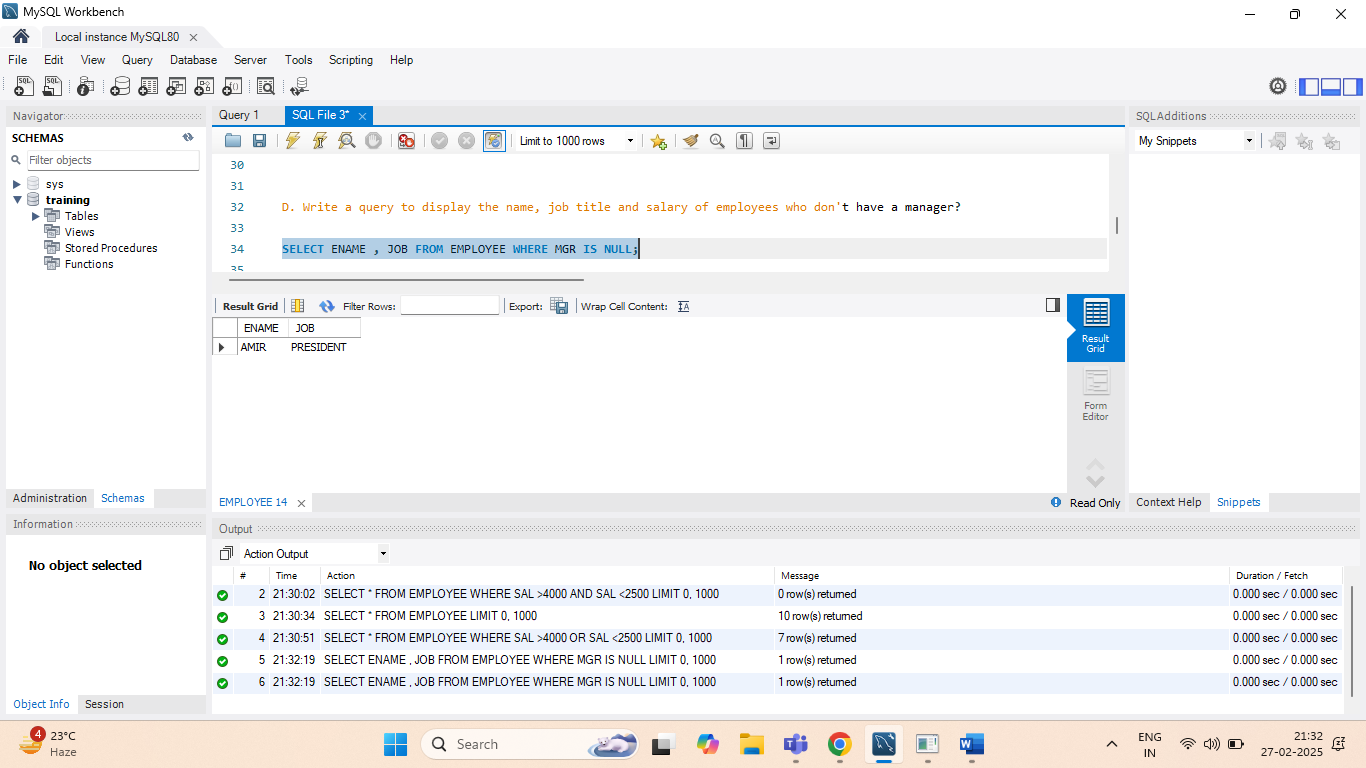 MySQL Workbench
Local instance MySQL80
File Edit View Query Database Server Tools Scripting Help
Navigator
SCHEMAS
Filter objects
sys
training
Tables
Views
Stored Procedures
Functions
Administration Schemas
Information
No object selected
Object Info Session
Query 1 SQL File 3*
Limit to 1000 rows
30
31
32 D. Write a query to display the name, job title and salary of employees who don't have a manager?
33
34 SELECT ENAME , JOB FROM EMPLOYEE WHERE MGR IS NULL;
35
Result Grid Filter Rows: Export: Wrap Cell Content:
ENAME JOB
AMIR PRESIDENT
Result Grid
Form Editor
EMPLOYEE 14 Read Only
SQLAdditions
My Snippets
Context Help Snippets
Output
Action Output
# Time Action Message Duration / Fetch
2 21:30:02 SELECT * FROM EMPLOYEE WHERE SAL >4000 AND SAL <2500 LIMIT 0, 1000 0 row(s) returned 0.000 sec / 0.000 sec
3 21:30:34 SELECT * FROM EMPLOYEE LIMIT 0, 1000 10 row(s) returned 0.000 sec / 0.000 sec
4 21:30:51 SELECT * FROM EMPLOYEE WHERE SAL >4000 OR SAL <2500 LIMIT 0, 1000 7 row(s) returned 0.000 sec / 0.000 sec
5 21:32:19 SELECT ENAME , JOB FROM EMPLOYEE WHERE MGR IS NULL LIMIT 0, 1000 1 row(s) returned 0.000 sec / 0.000 sec
6 21:32:19 SELECT ENAME , JOB FROM EMPLOYEE WHERE MGR IS NULL LIMIT 0, 1000 1 row(s) returned 0.000 sec / 0.000 sec
4
23°C
Haze
Search
ENG
IN
21:32
27-02-2025